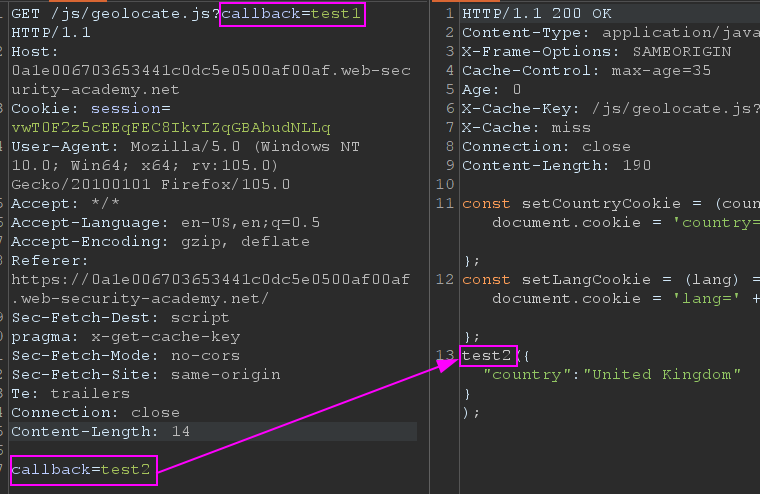 GET /js/geolocate.js?callback=test1
HTTP/1.1
Host:
0a1e006703653441c0dc5e0500af00af.web-sec
urity-academy.net
Cookie: session=
vwT0F2z5cEEqFEC8IkvIZqGBAbudNLLq
User-Agent: Mozilla/5.0 (Windows NT
10.0; Win64; x64; rv:105.0)
Gecko/20100101 Firefox/105.0
Accept: */*
Accept-Language: en-US,en;q=0.5
Accept-Encoding: gzip, deflate
Referer:
https://0a1e006703653441c0dc5e0500af00af
.web-security-academy.net/
Sec-Fetch-Dest: script
pragma: x-get-cache-key
Sec-Fetch-Mode: no-cors
Sec-Fetch-Site: same-origin
Te: trailers
Connection: close
Content-Length: 14
callback=test2
1 HTTP/1.1 200 OK
2 Content-Type: application/java
3 X-Frame-Options: SAMEORIGIN
4 Cache-Control: max-age=35
5 Age: 0
6 X-Cache-Key: /js/geolocate.js?
7 X-Cache: miss
8 Connection: close
9 Content-Length: 190
10
11 const setCountryCookie = (coun
document.cookie = 'country=
};
12 const setLangCookie = (lang) =
document.cookie = 'lang=' +
};
13 test2({
"country":"United Kingdom"
}
);